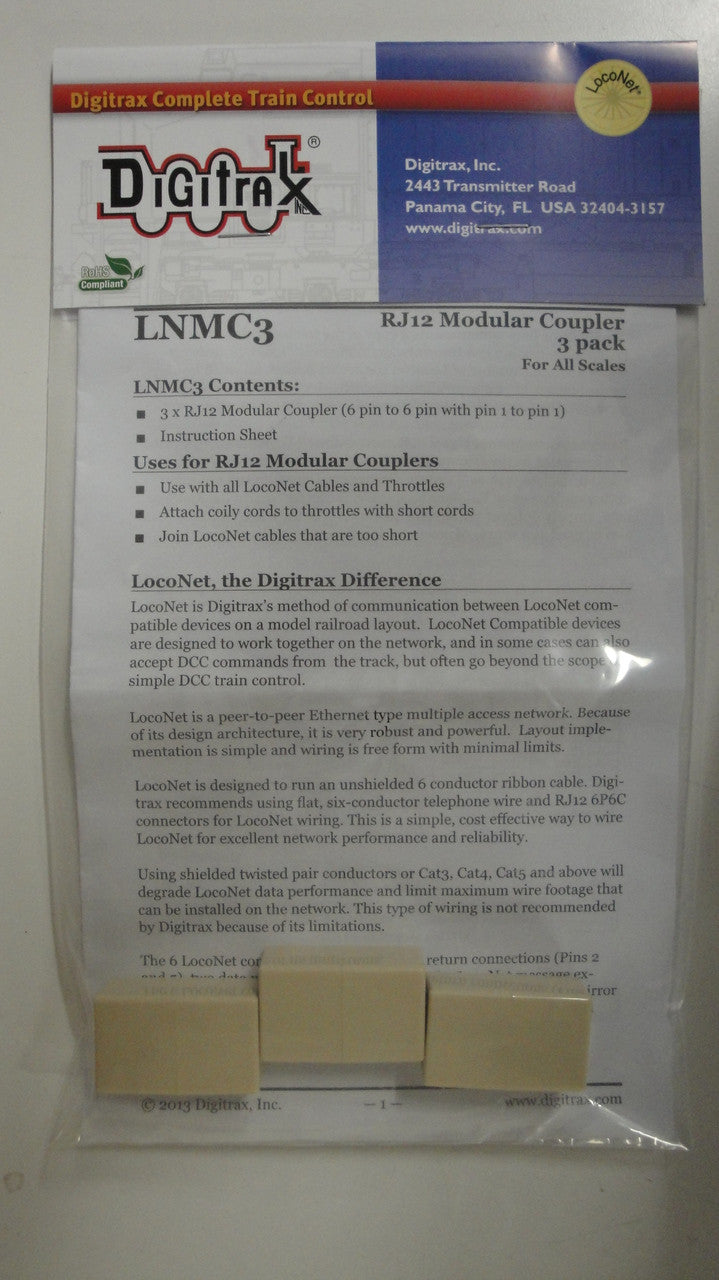 Digitrax Complete Train Control
LocoNet®
DIGITRAX INC. ®
Digitrax, Inc.
2443 Transmitter Road
Panama City, FL USA 32404-3157
www.digitrax.com
RoHS
Compliant
LNMC3
RJ12 Modular Coupler
3 pack
For All Scales
LNMC3 Contents:
■ 3 x RJ12 Modular Coupler (6 pin to 6 pin with pin 1 to pin 1)
■ Instruction Sheet
Uses for RJ12 Modular Couplers
■ Use with all LocoNet Cables and Throttles
■ Attach coily cords to throttles with short cords
■ Join LocoNet cables that are too short
LocoNet, the Digitrax Difference
LocoNet is Digitrax's method of communication between LocoNet com-
patible devices on a model railroad layout. LocoNet Compatible devices
are designed to work together on the network, and in some cases can also
accept DCC commands from the track, but often go beyond the scope
simple DCC train control.
LocoNet is a peer-to-peer Ethernet type multiple access network. Because
of its design architecture, it is very robust and powerful. Layout imple-
mentation is simple and wiring is free form with minimal limits.
LocoNet is designed to run an unshielded 6 conductor ribbon cable. Digi-
trax recommends using flat, six-conductor telephone wire and RJ12 6P6C
connectors for LocoNet wiring. This is a simple, cost effective way to wire
LocoNet for excellent network performance and reliability.
Using shielded twisted pair conductors or Cat3, Cat4, Cat5 and above will
degrade LocoNet data performance and limit maximum wire footage that
can be installed on the network. This type of wiring is not recommended
by Digitrax because of its limitations.
The 6 LocoNet return connections (Pins 2
© 2013 Digitrax, Inc.
— 1 —
www.digitrax.com